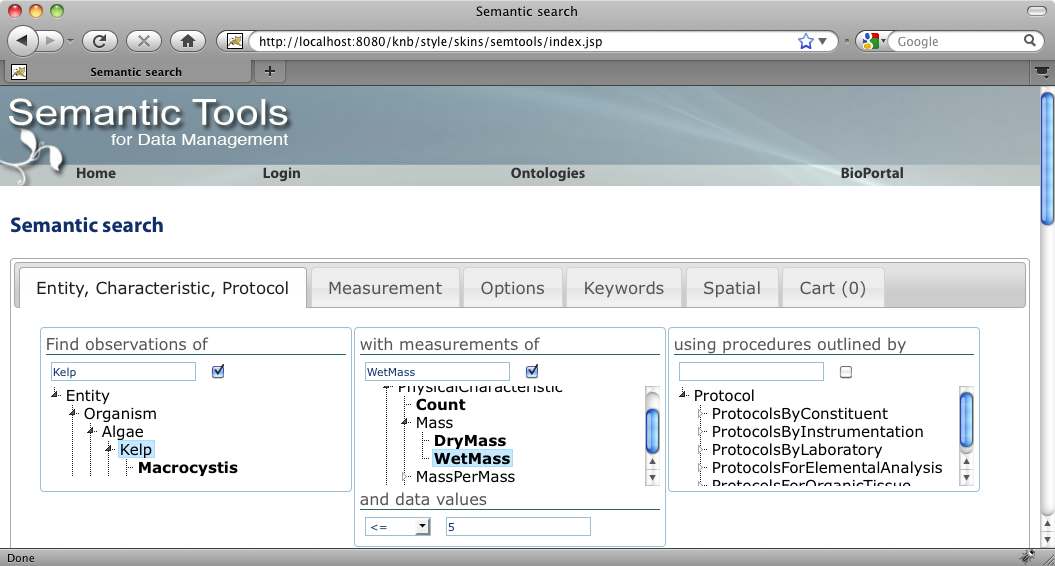 Semantic search
http://localhost:8080/knb/style/skins/semtools/index.jsp
Google
Semantic search
+
Semantic Tools
for Data Management
Home Login Ontologies BioPortal
Semantic search
Entity, Characteristic, Protocol Measurement Options Keywords Spatial Cart (0)
Find observations of
Kelp
Entity
Organism
Algae
Kelp
Macrocystis
with measurements of
WetMass
PhysicalCharacteristic
Count
Mass
DryMass
WetMass
MassPerMass
and data values
<= 5
using procedures outlined by
Protocol
ProtocolsByConstituent
ProtocolsByInstrumentation
ProtocolsByLaboratory
ProtocolsForElementalAnalysis
ProtocolsForOrganicTissue
Done